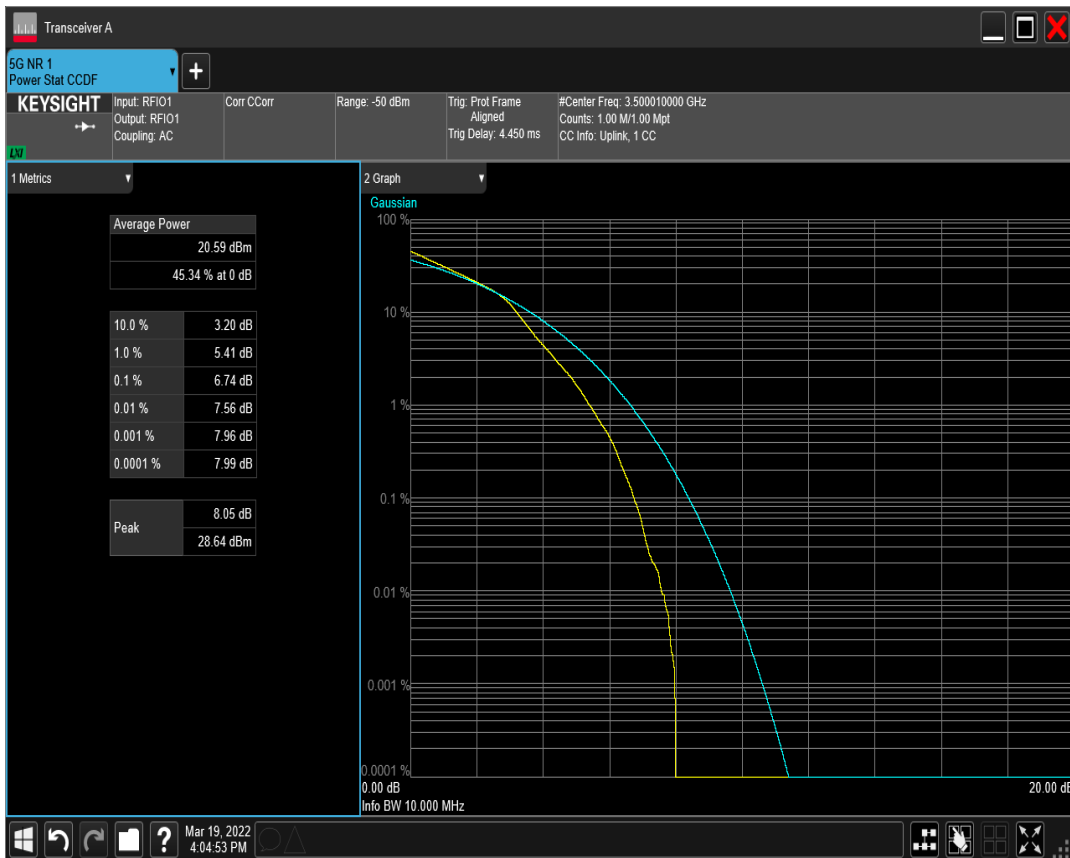 Transceiver A
5G NR 1
Power Stat CCDF
KEYSIGHT
LXI
Input: RFIO1
Output: RFIO1
Coupling: AC
Corr CCorr
Range: -50 dBm
Trig: Prot Frame
Aligned
Trig Delay: 4.450 ms
#Center Freq: 3.500010000 GHz
Counts: 1.00 M/1.00 Mpt
CC Info: Uplink, 1 CC
1 Metrics
Average Power
20.59 dBm
45.34 % at 0 dB
10.0 % 3.20 dB
1.0 % 5.41 dB
0.1 % 6.74 dB
0.01 % 7.56 dB
0.001 % 7.96 dB
0.0001 % 7.99 dB
Peak
8.05 dB
28.64 dBm
2 Graph
Gaussian
100 %
10 %
1 %
0.1 %
0.01 %
0.001 %
0.0001 %
0.00 dB 20.00 dB
Info BW 10.000 MHz
Mar 19, 2022
4:04:53 PM